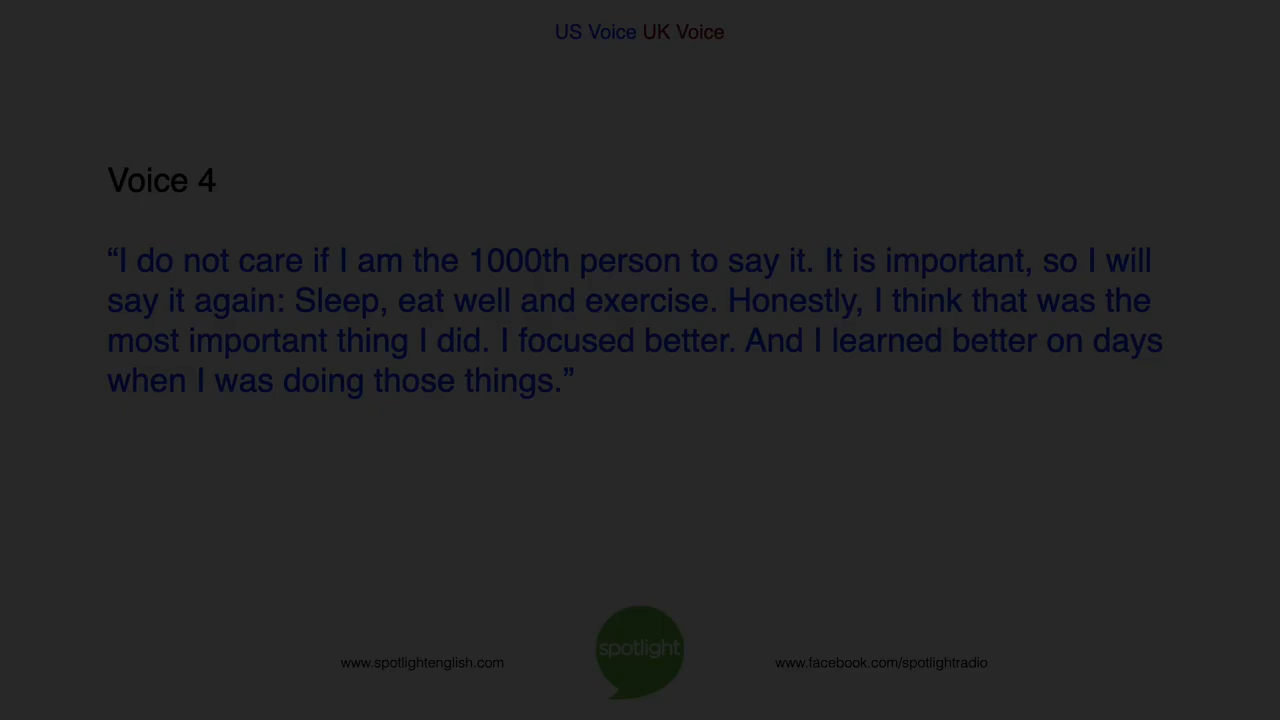 US Voice UK Voice
Voice 4
“I do not care if I am the 1000th person to say it. It is important, so I will
say it again: Sleep, eat well and exercise. Honestly, I think that was the
most important thing I did. I focused better. And I learned better on days
when I was doing those things.”
spotlight
www.spotlightenglish.com
www.facebook.com/spotlightradio